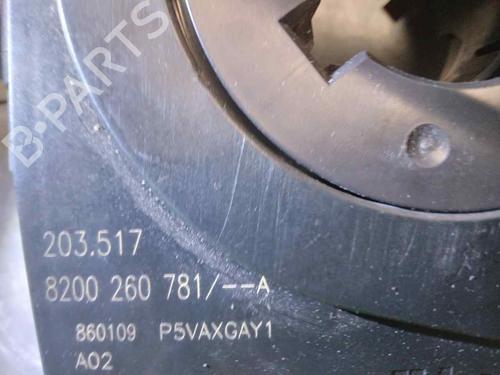 B-PARTS
203.517
8200 260 781/--A
860109 P5VAXGAY1
A02